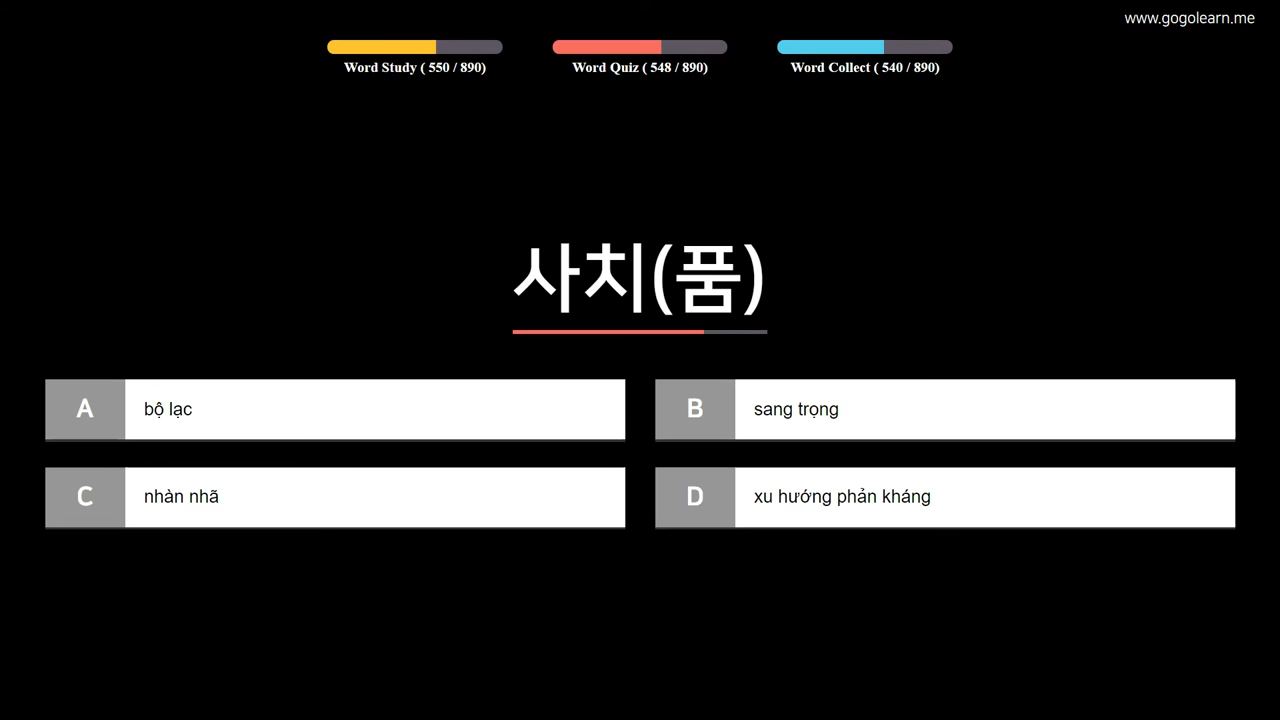 www.gogolearn.me
Word Study ( 550 / 890)
Word Quiz ( 548 / 890)
Word Collect ( 540 / 890)
사치(품)
A bộ lạc
B sang trọng
C nhàn nhã
D xu hướng phản kháng